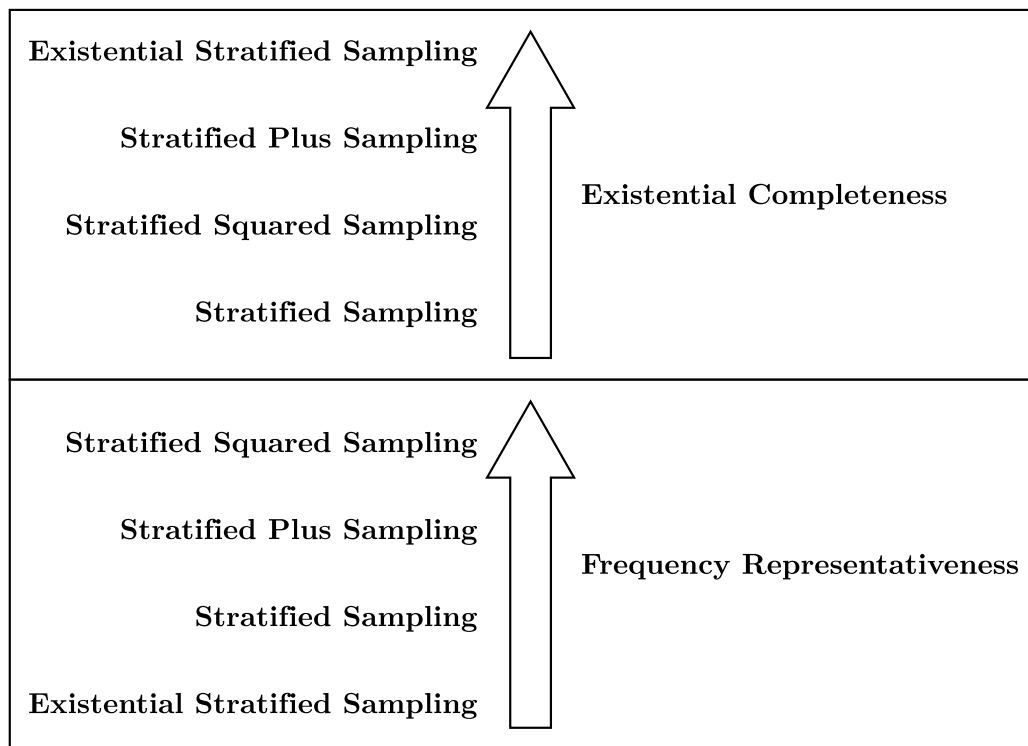 Existential Stratified Sampling
Stratified Plus Sampling
Existential Completeness
Stratified Squared Sampling
Stratified Sampling
Stratified Squared Sampling
Stratified Plus Sampling
Frequency Representativeness
Stratified Sampling
Existential Stratified Sampling